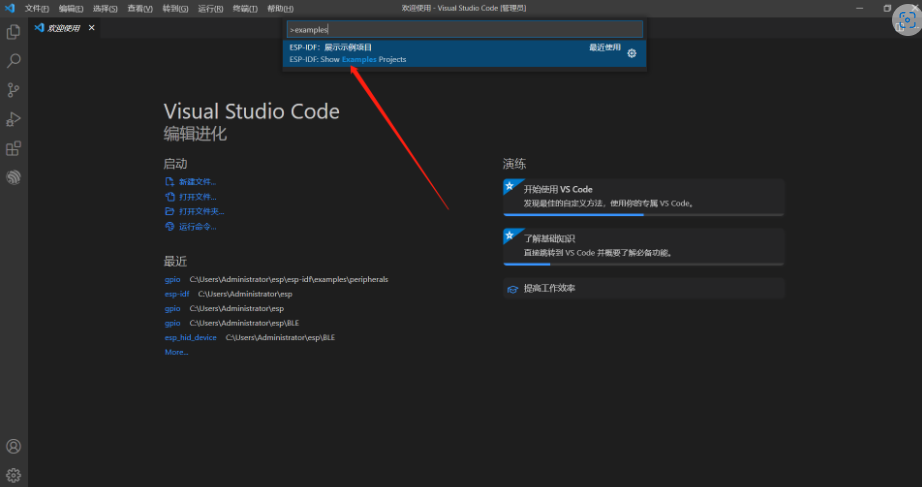 文件(F) 编辑(E) 选择(S) 查看(V) 转到(G) 运行(R) 终端(T) 帮助(H) 欢迎使用 - Visual Studio Code [管理员]
欢迎使用
>examples
ESP-IDF：展示示例项目 最近使用
ESP-IDF: Show Examples Projects
Visual Studio Code
编辑进化
启动
新建文件...
打开文件...
打开文件夹...
运行命令...
最近
gpio C:\Users\Administrator\esp\esp-idf\examples\peripherals
esp-idf C:\Users\Administrator\esp
gpio C:\Users\Administrator\esp
gpio C:\Users\Administrator\esp\BLE
esp_hid_device C:\Users\Administrator\esp\BLE
More...
演练
开始使用 VS Code
发现最佳的自定义方法，使用你的专属 VS Code。
了解基础知识
直接跳转到 VS Code 并概要了解必备功能。
提高工作效率